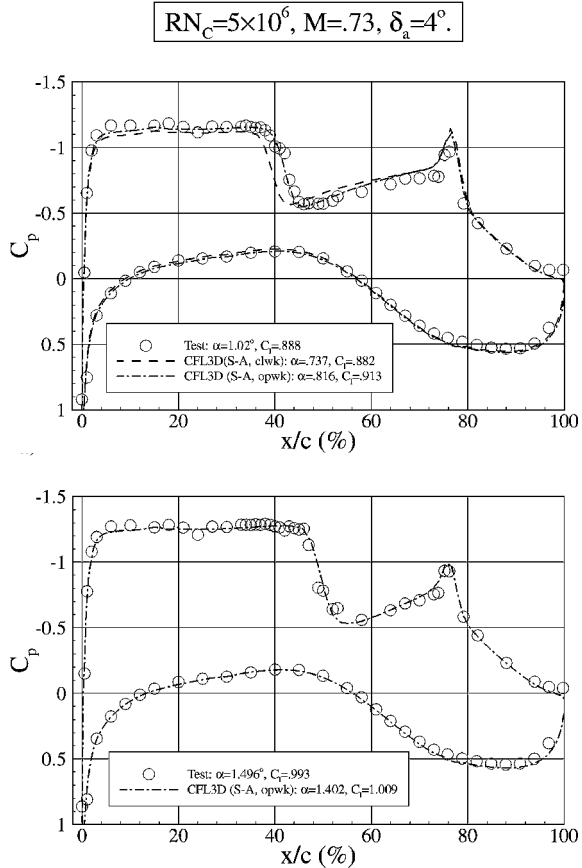 RN_C=5×10^6, M=.73, δ_a=4°.
-1.5
-1
-0.5
0
0.5
1
C_p
Test: α=1.02°, C_l=.888
CFL3D(S-A, clwk): α=.737, C_l=.882
CFL3D (S-A, opwk): α=.816, C_l=.913
0 20 40 60 80 100
x/c (%)
-1.5
-1
-0.5
0
0.5
1
C_p
Test: α=1.496°, C_l=.993
CFL3D (S-A, opwk): α=1.402, C_l=1.009
0 20 40 60 80 100
x/c (%)